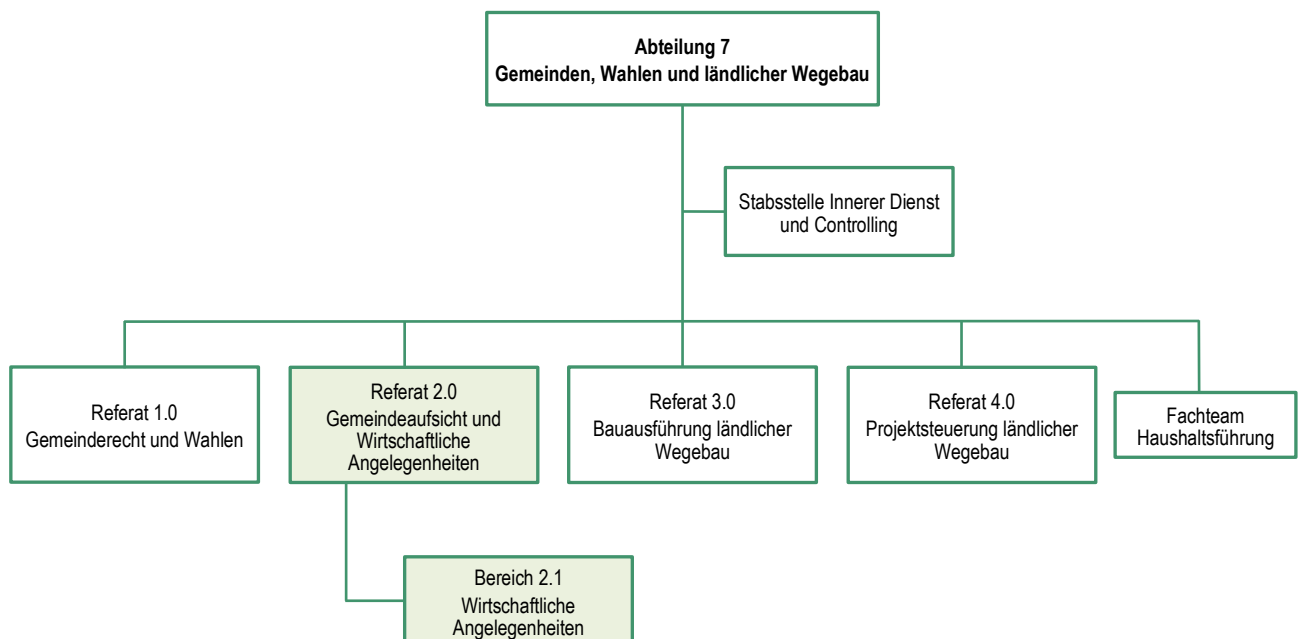 Abteilung 7
Gemeinden, Wahlen und ländlicher Wegebau
Stabsstelle Innerer Dienst
und Controlling
Referat 1.0
Gemeinderecht und Wahlen
Referat 2.0
Gemeindeaufsicht und
Wirtschaftliche
Angelegenheiten
Referat 3.0
Bauausführung ländlicher
Wegebau
Referat 4.0
Projektsteuerung ländlicher
Wegebau
Fachteam
Haushaltsführung
Bereich 2.1
Wirtschaftliche
Angelegenheiten